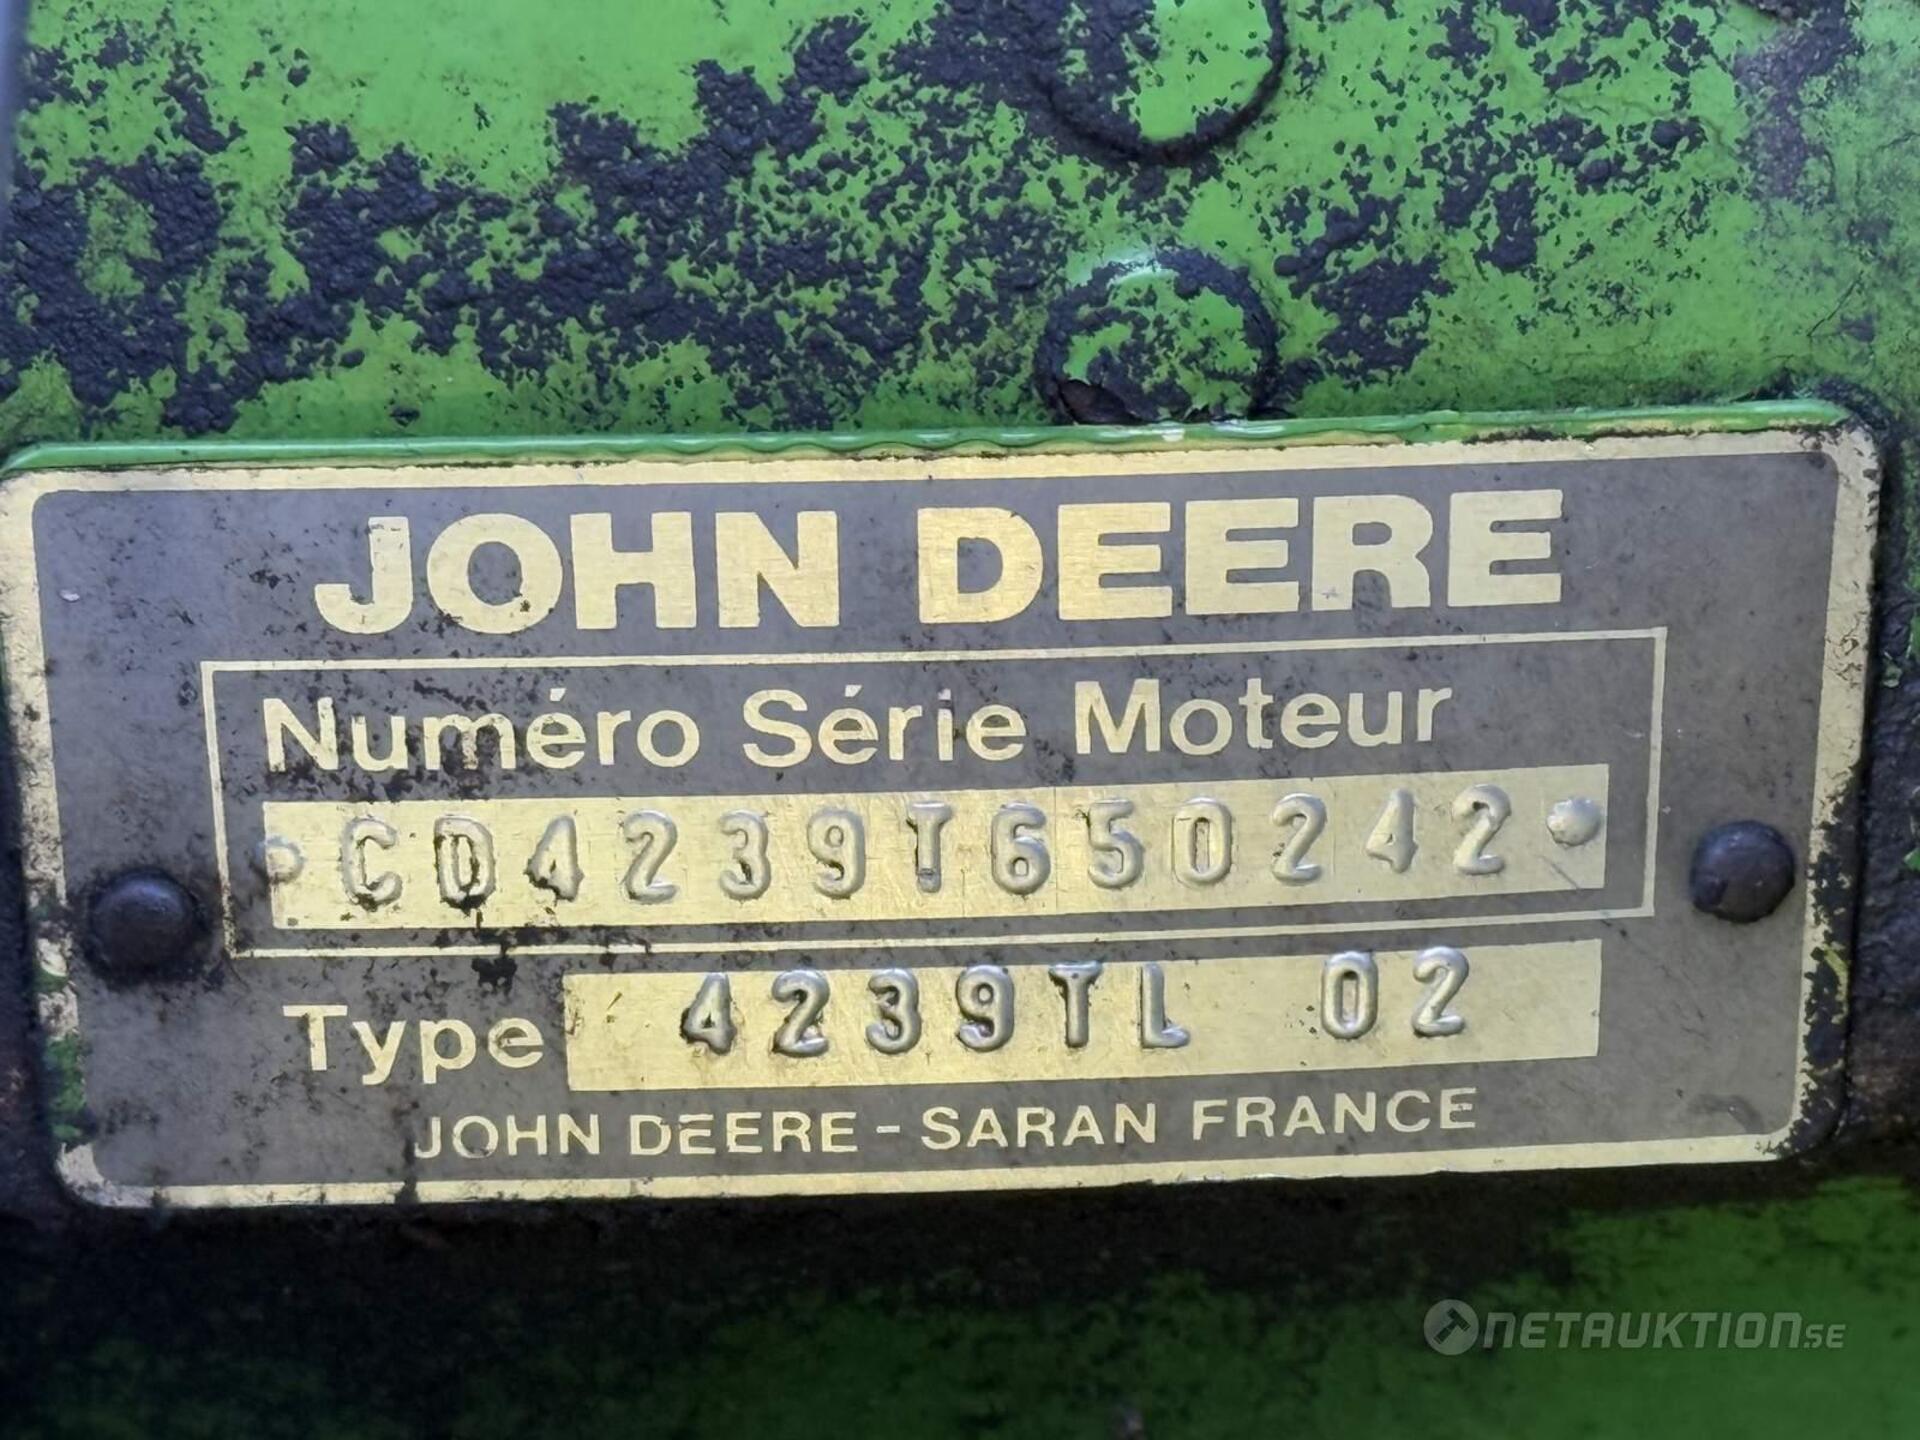 JOHN DEERE
Numéro Série Moteur
CD4239T650242
Type 4239TL 02
JOHN DEERE - SARAN FRANCE
NETAUKTION.SE